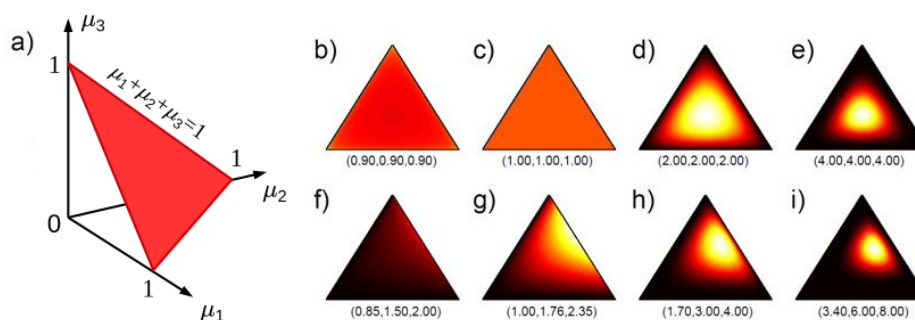 a)
μ₃
1
μ₁+μ₂+μ₃=1
1
μ₂
0
1
μ₁
b)
c)
d)
e)
(0.90,0.90,0.90)
(1.00,1.00,1.00)
(2.00,2.00,2.00)
(4.00,4.00,4.00)
f)
g)
h)
i)
(0.85,1.50,2.00)
(1.00,1.76,2.35)
(1.70,3.00,4.00)
(3.40,6.00,8.00)